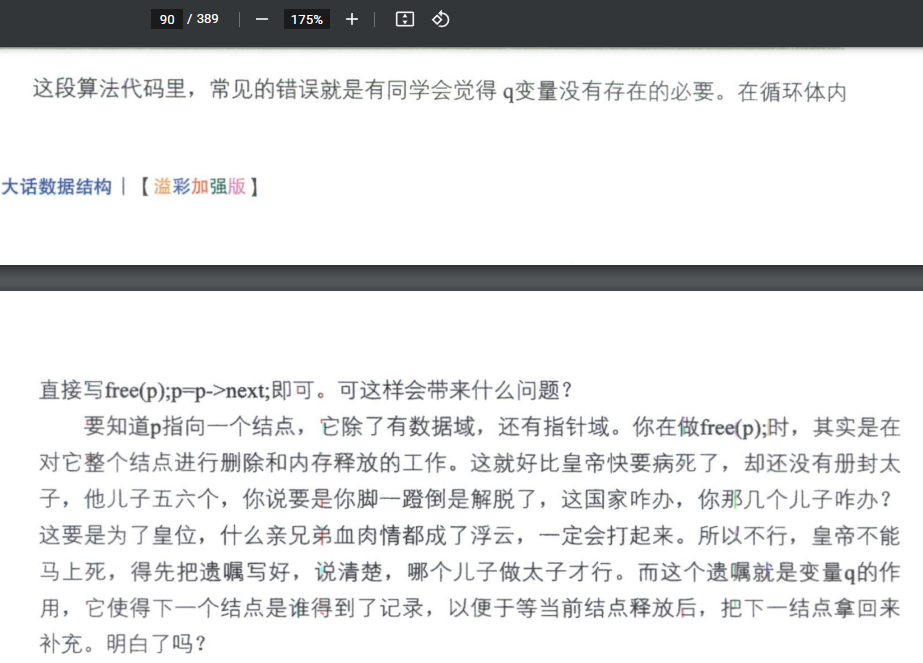 90 / 389 175%
这段算法代码里，常见的错误就是有同学会觉得 q变量没有存在的必要。在循环体内
大话数据结构｜【溢彩加强版】
直接写free(p);p=p->next;即可。可这样会带来什么问题？
要知道p指向一个结点，它除了有数据域，还有指针域。你在做free(p);时，其实是在
对它整个结点进行删除和内存释放的工作。这就好比皇帝快要病死了，却还没有册封太
子，他儿子五六个，你说要是你脚一蹬倒是解脱了，这国家咋办，你那几个儿子咋办？
这要是为了皇位，什么亲兄弟血肉情都成了浮云，一定会打起来。所以不行，皇帝不能
马上死，得先把遗嘱写好，说清楚，哪个儿子做太子才行。而这个遗嘱就是变量q的作
用，它使得下一个结点是谁得到了记录，以便于等当前结点释放后，把下一结点拿回来
补充。明白了吗？